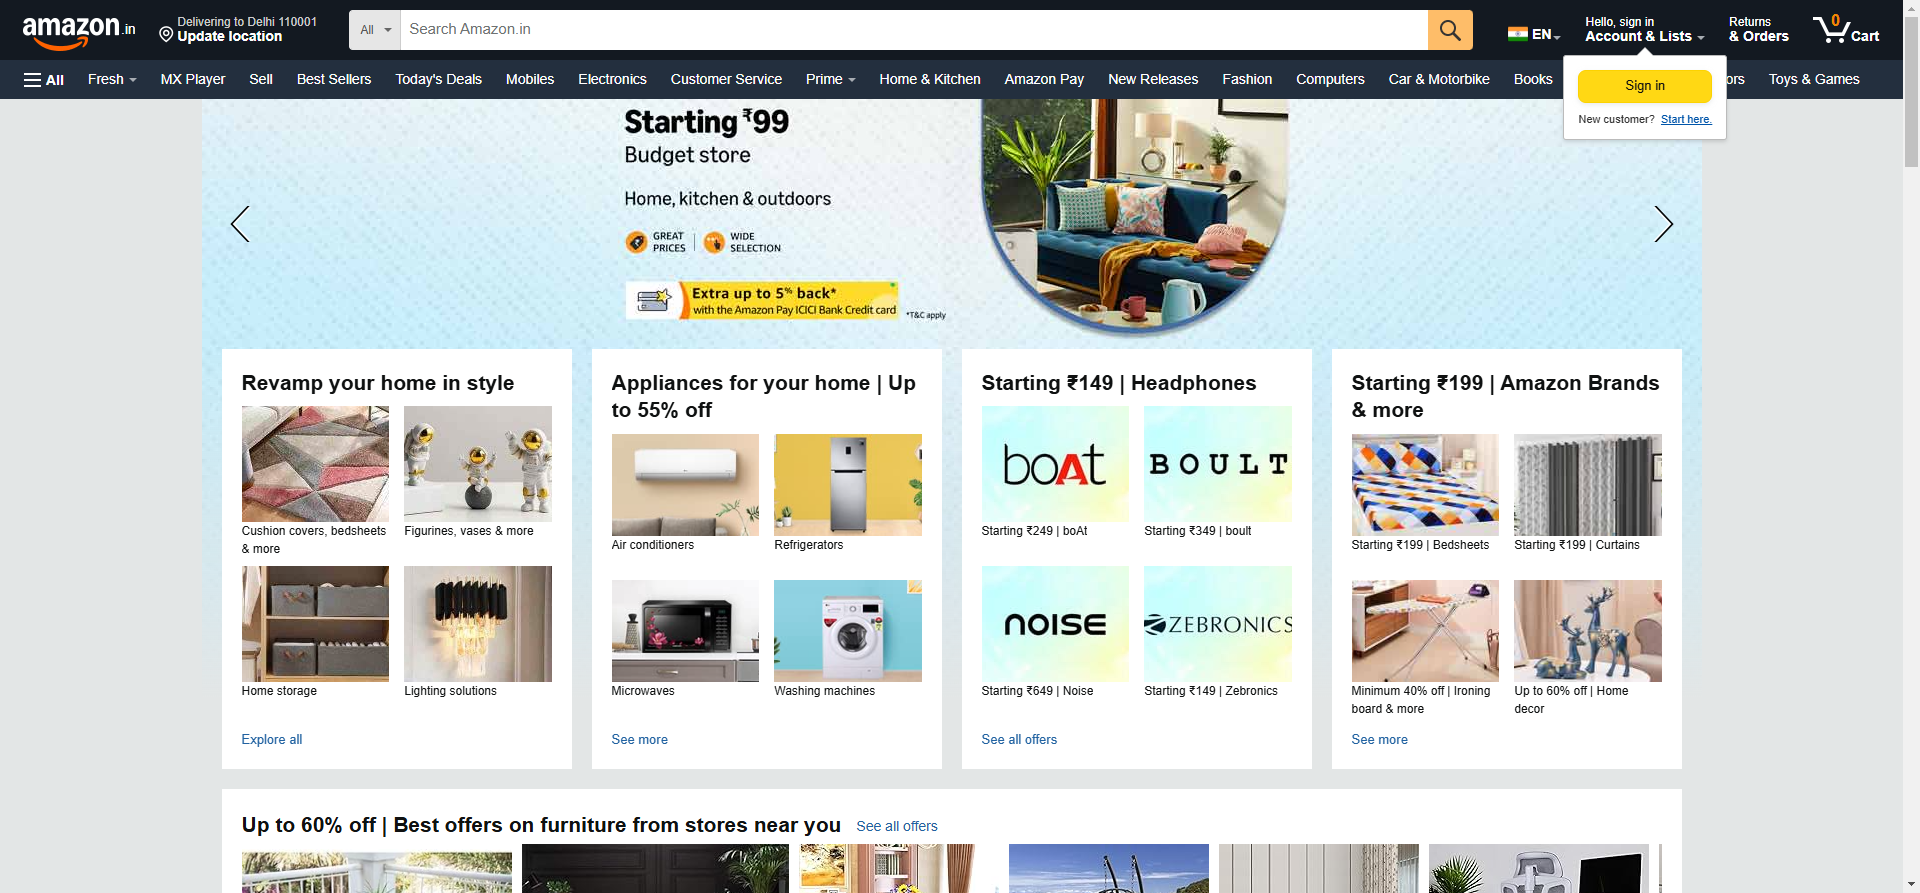 amazon.in
Delivering to Delhi 110001
Update location
All
Search Amazon.in
EN
Hello, sign in
Account & Lists
Returns
& Orders
0
Cart
All
Fresh
MX Player
Sell
Best Sellers
Today's Deals
Mobiles
Electronics
Customer Service
Prime
Home & Kitchen
Amazon Pay
New Releases
Fashion
Computers
Car & Motorbike
Books
ors
Toys & Games
Sign in
New customer? Start here.
Starting ₹99
Budget store
Home, kitchen & outdoors
GREAT
PRICES
WIDE
SELECTION
Extra up to 5% back*
with the Amazon Pay ICICI Bank Credit card
*T&C apply
Revamp your home in style
Cushion covers, bedsheets
& more
Figurines, vases & more
Home storage
Lighting solutions
Explore all
Appliances for your home | Up
to 55% off
Air conditioners
Refrigerators
Microwaves
Washing machines
See more
Starting ₹149 | Headphones
boAt
BOULT
Starting ₹249 | boAt
Starting ₹349 | boult
noise
ZEBRONICS
Starting ₹649 | Noise
Starting ₹149 | Zebronics
See all offers
Starting ₹199 | Amazon Brands
& more
Starting ₹199 | Bedsheets
Starting ₹199 | Curtains
Minimum 40% off | Ironing
board & more
Up to 60% off | Home
decor
See more
Up to 60% off | Best offers on furniture from stores near you
See all offers